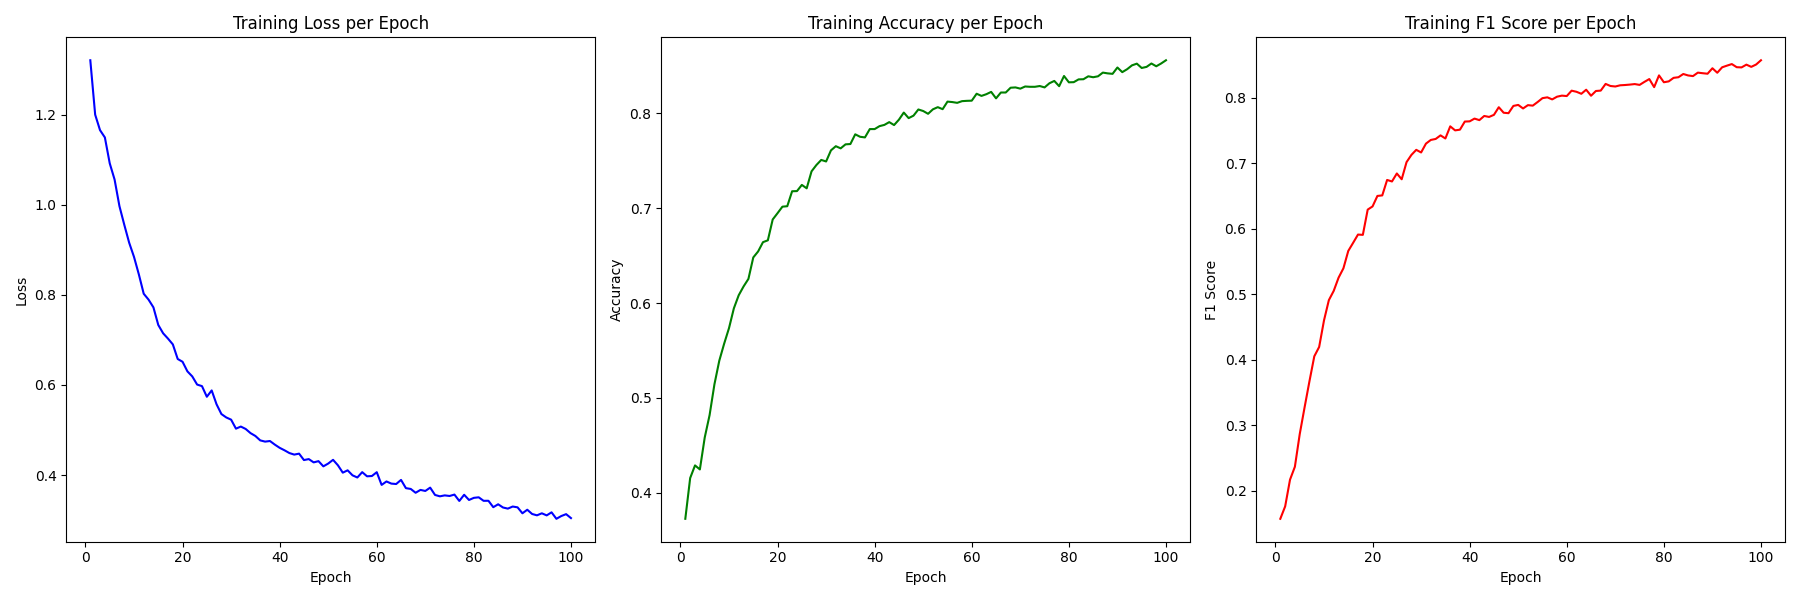 Training Loss per Epoch
1.2
1.0
0.8
0.6
0.4
Loss
0 20 40 60 80 100
Epoch
Training Accuracy per Epoch
0.8
0.7
0.6
0.5
0.4
Accuracy
0 20 40 60 80 100
Epoch
Training F1 Score per Epoch
0.8
0.7
0.6
0.5
0.4
0.3
0.2
F1 Score
0 20 40 60 80 100
Epoch